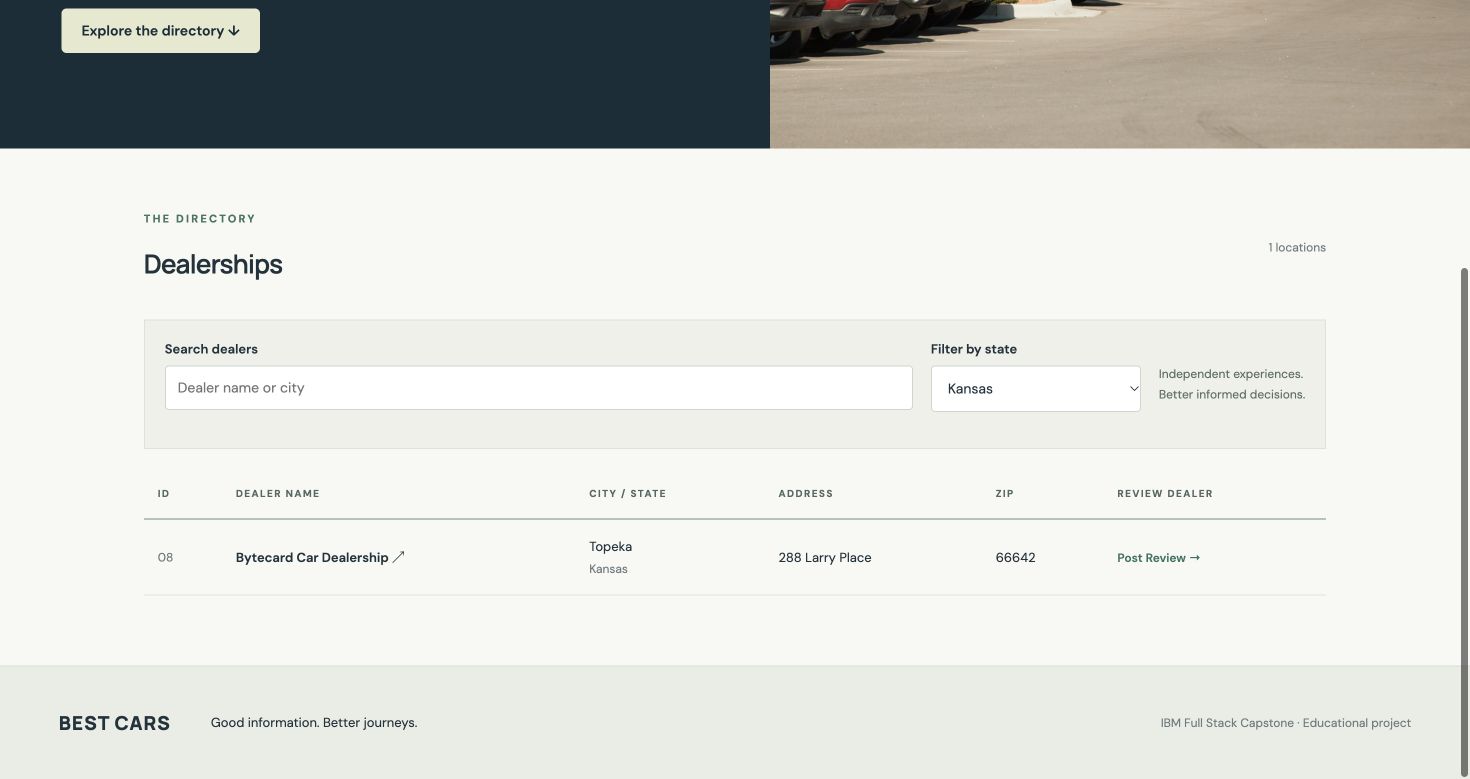 Explore the directory ↓
THE DIRECTORY
Dealerships
1 locations
Search dealers
Filter by state
Dealer name or city
Kansas
Independent experiences.
Better informed decisions.
ID DEALER NAME CITY / STATE ADDRESS ZIP REVIEW DEALER
08 Bytecard Car Dealership ↗ Topeka 288 Larry Place 66642 Post Review →
Kansas
BEST CARS Good information. Better journeys. IBM Full Stack Capstone · Educational project